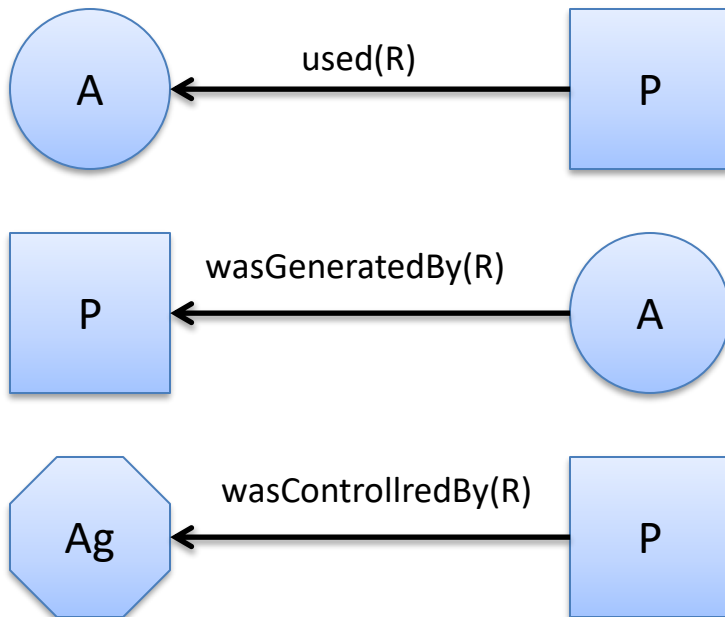 used(R)
A
P
wasGeneratedBy(R)
P
A
wasControllredBy(R)
Ag
P